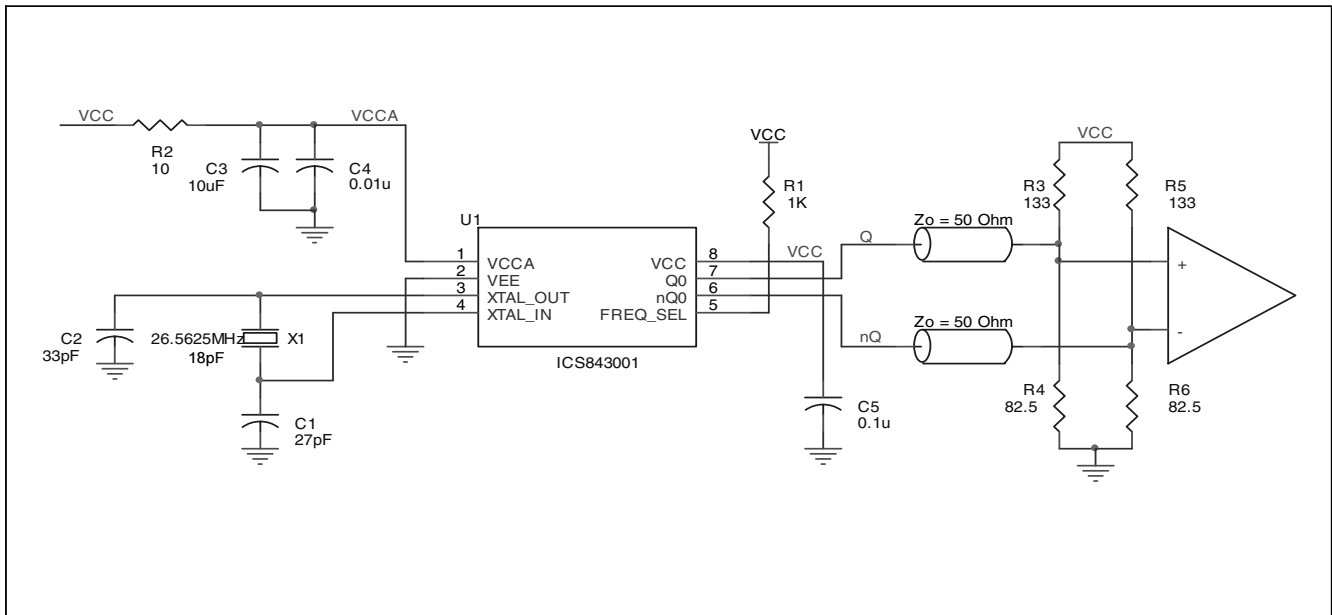 VCC
R2
10
C3
10uF
VCCA
C4
0.01u
C2
33pF
26.5625MHz
18pF
X1
C1
27pF
U1
1
2
3
4
VCCA
VEE
XTAL_OUT
XTAL_IN
VCC
Q0
nQ0
FREQ_SEL
8
7
6
5
ICS843001
VCC
R1
1K
VCC
C5
0.1u
Q
Zo = 50 Ohm
nQ
Zo = 50 Ohm
VCC
R3
133
R5
133
+
-
R4
82.5
R6
82.5